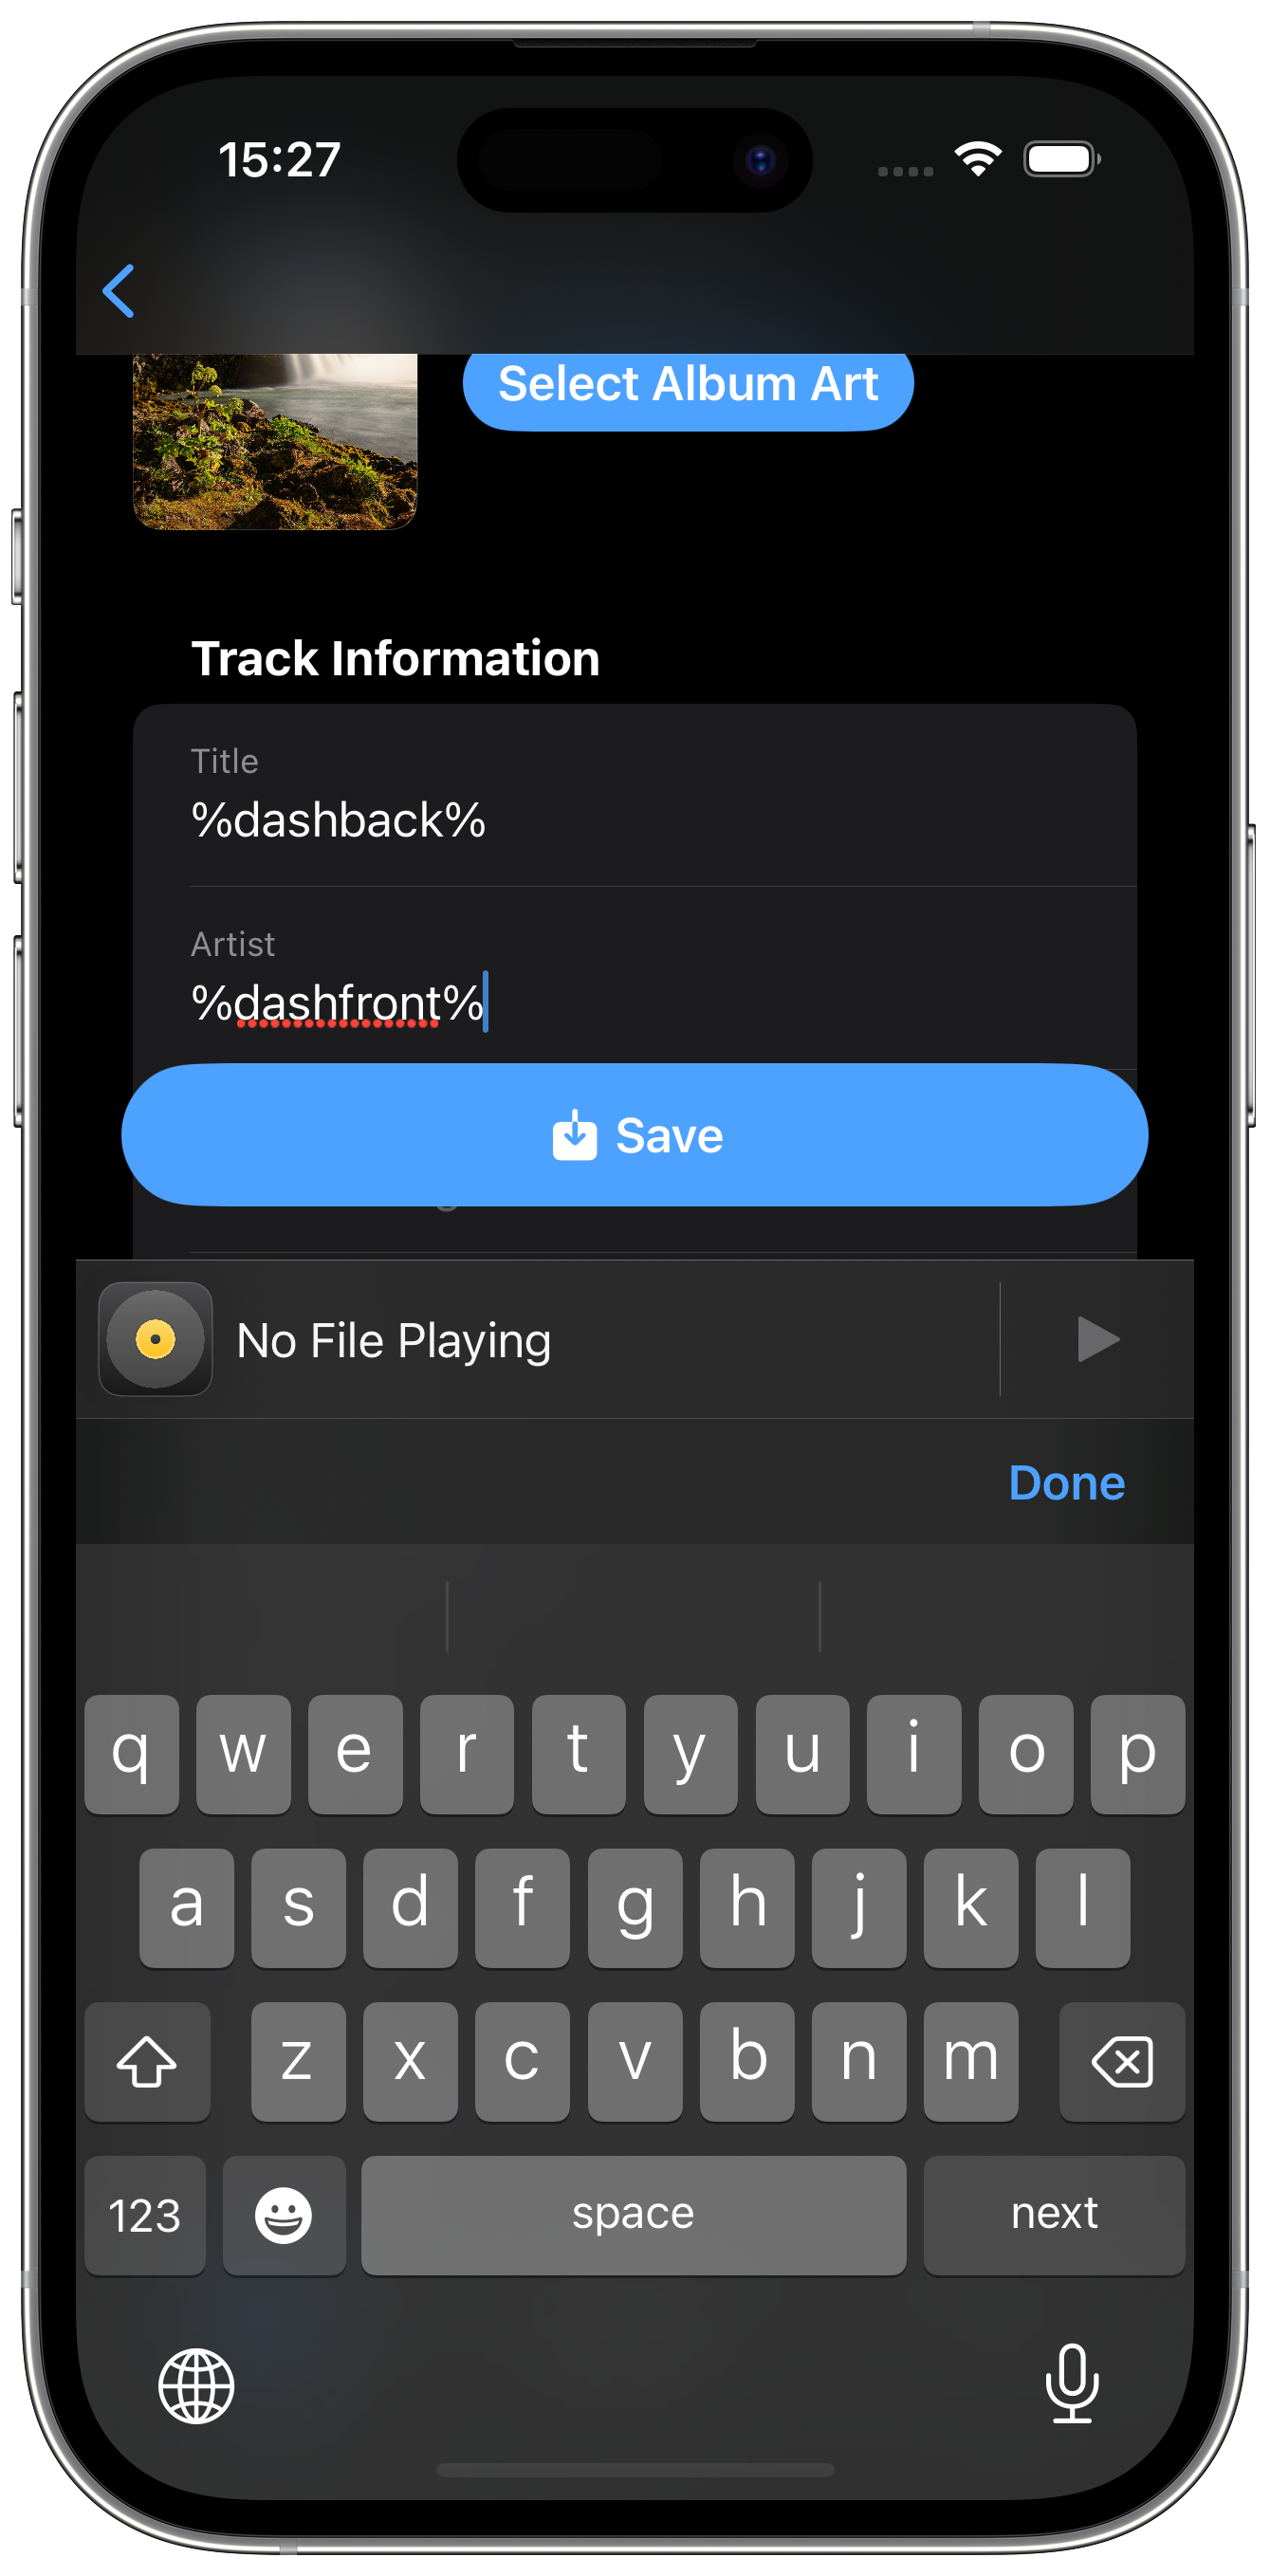 15:27
Select Album Art
Track Information
Title
%dashback%
Artist
%dashfront%
Save
No File Playing
Done
q w e r t y u i o p
a s d f g h j k l
z x c v b n m
123 space next